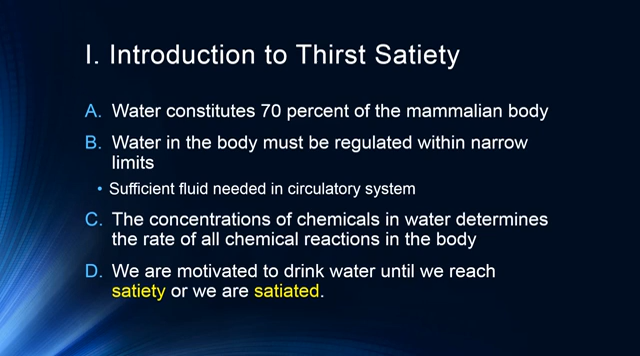 I. Introduction to Thirst Satiety
A. Water constitutes 70 percent of the mammalian body
B. Water in the body must be regulated within narrow
limits
• Sufficient fluid needed in circulatory system
C. The concentrations of chemicals in water determines
the rate of all chemical reactions in the body
D. We are motivated to drink water until we reach
satiety or we are satiated.